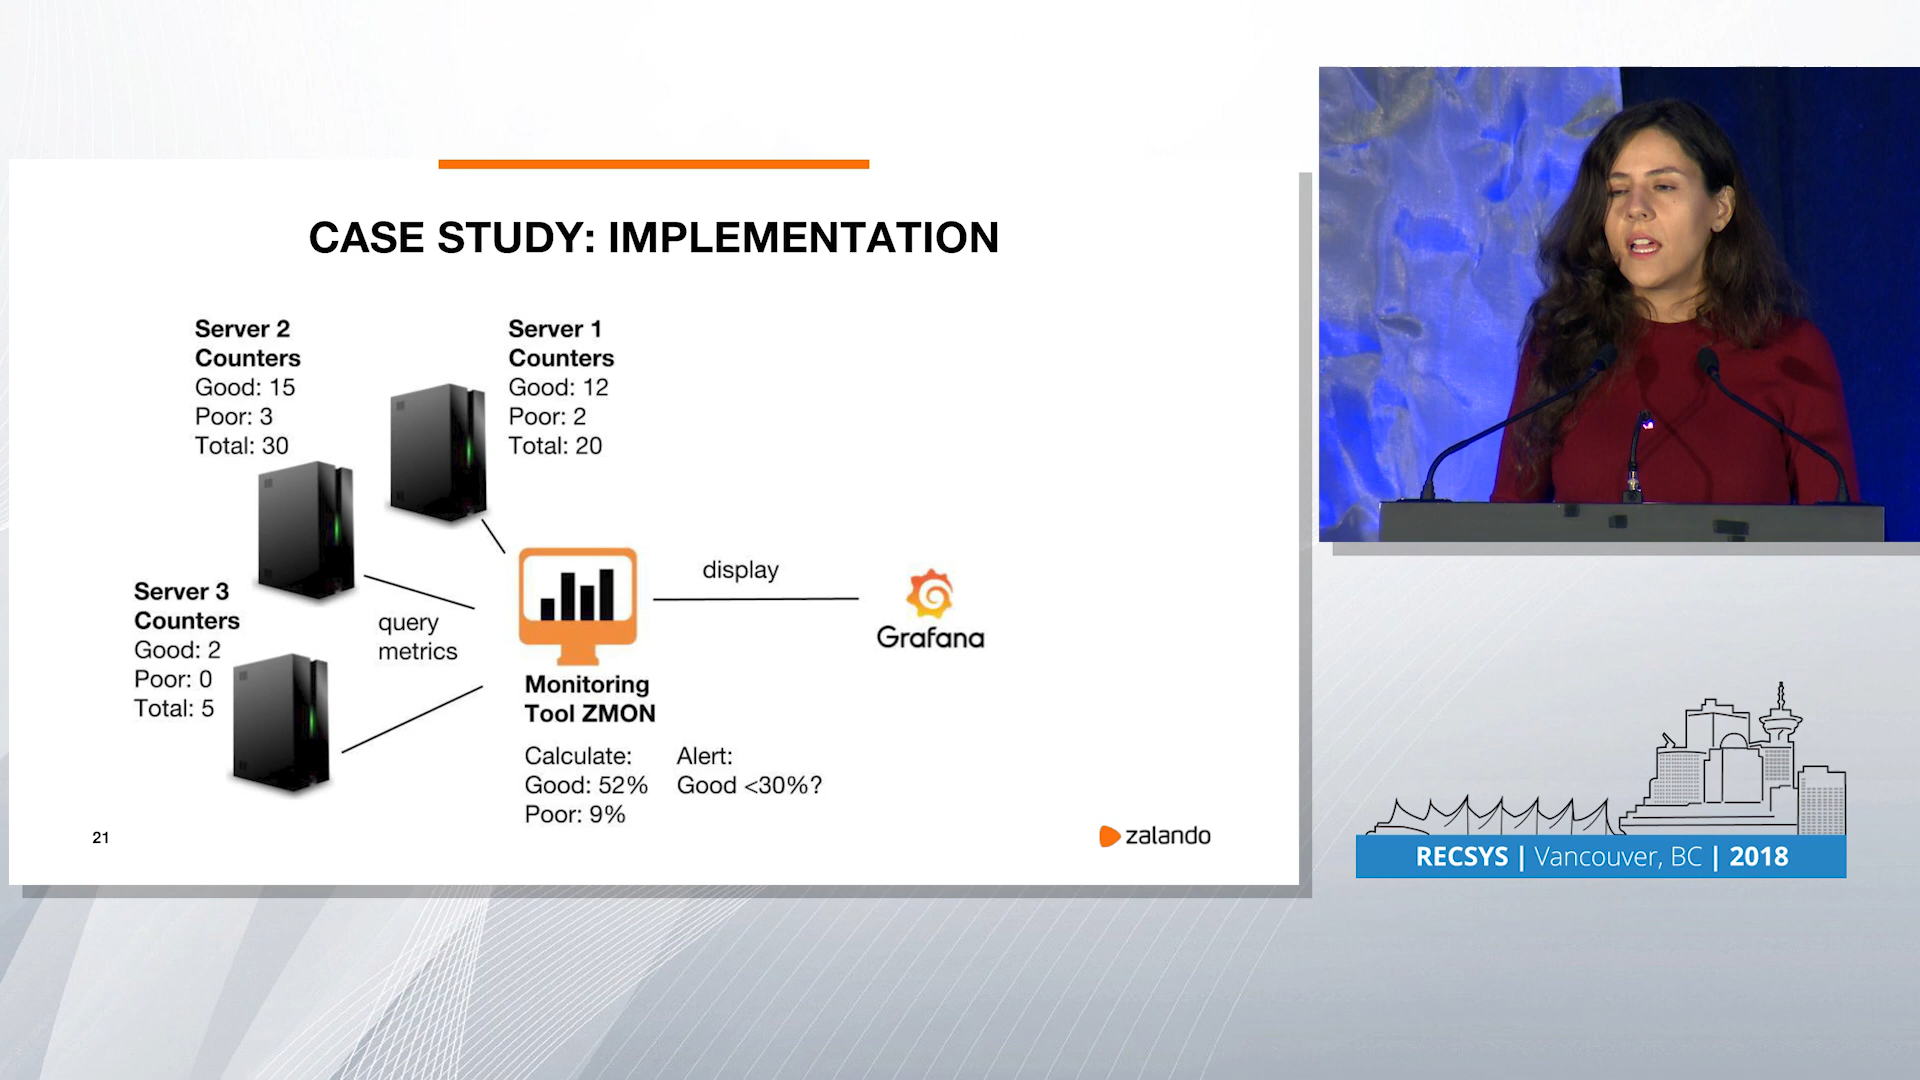 CASE STUDY: IMPLEMENTATION
Server 2
Counters
Good: 15
Poor: 3
Total: 30
Server 1
Counters
Good: 12
Poor: 2
Total: 20
Server 3
Counters
Good: 2
Poor: 0
Total: 5
query
metrics
display
Grafana
Monitoring
Tool ZMON
Calculate:
Good: 52%
Poor: 9%
Alert:
Good <30%?
21
zalando
RECSYS | Vancouver, BC | 2018